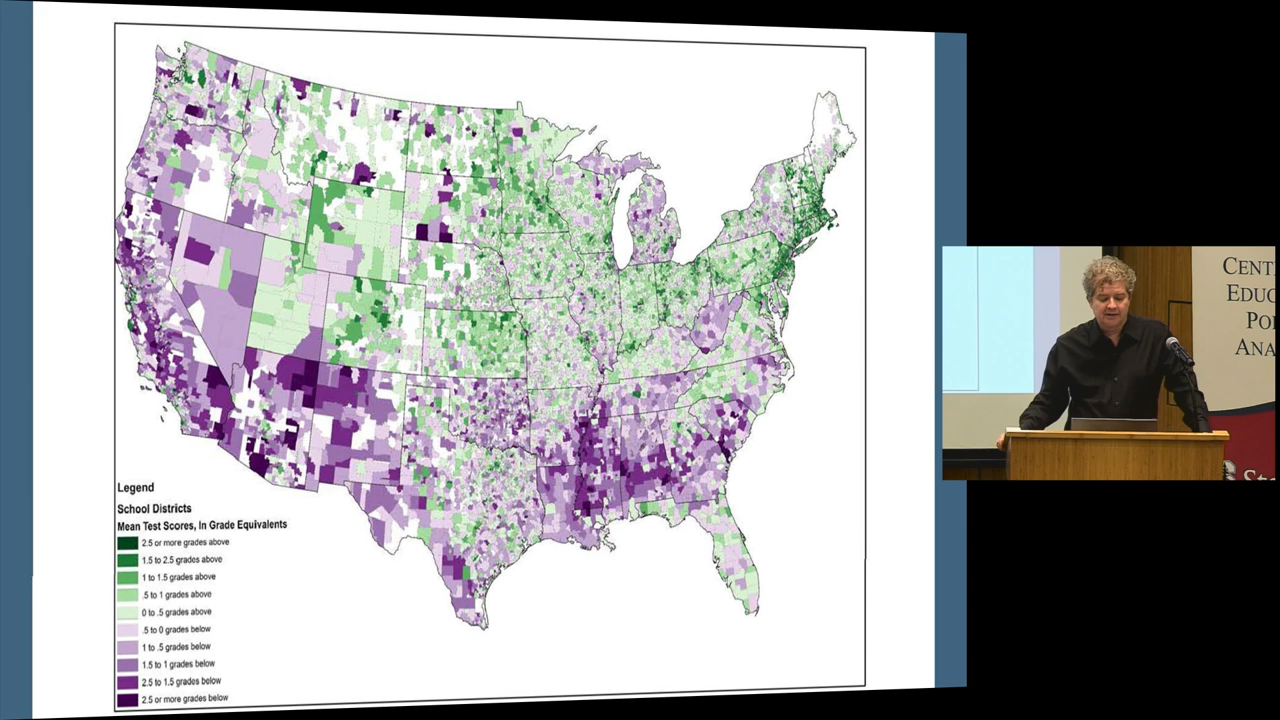 Legend
School Districts
Mean Test Scores, In Grade Equivalents
2.5 or more grades above
1.5 to 2.5 grades above
1 to 1.5 grades above
.5 to 1 grades above
0 to .5 grades above
.5 to 0 grades below
1 to .5 grades below
1.5 to 1 grades below
2.5 to 1.5 grades below
2.5 or more grades below
CENT
EDUC
PO
ANA
St